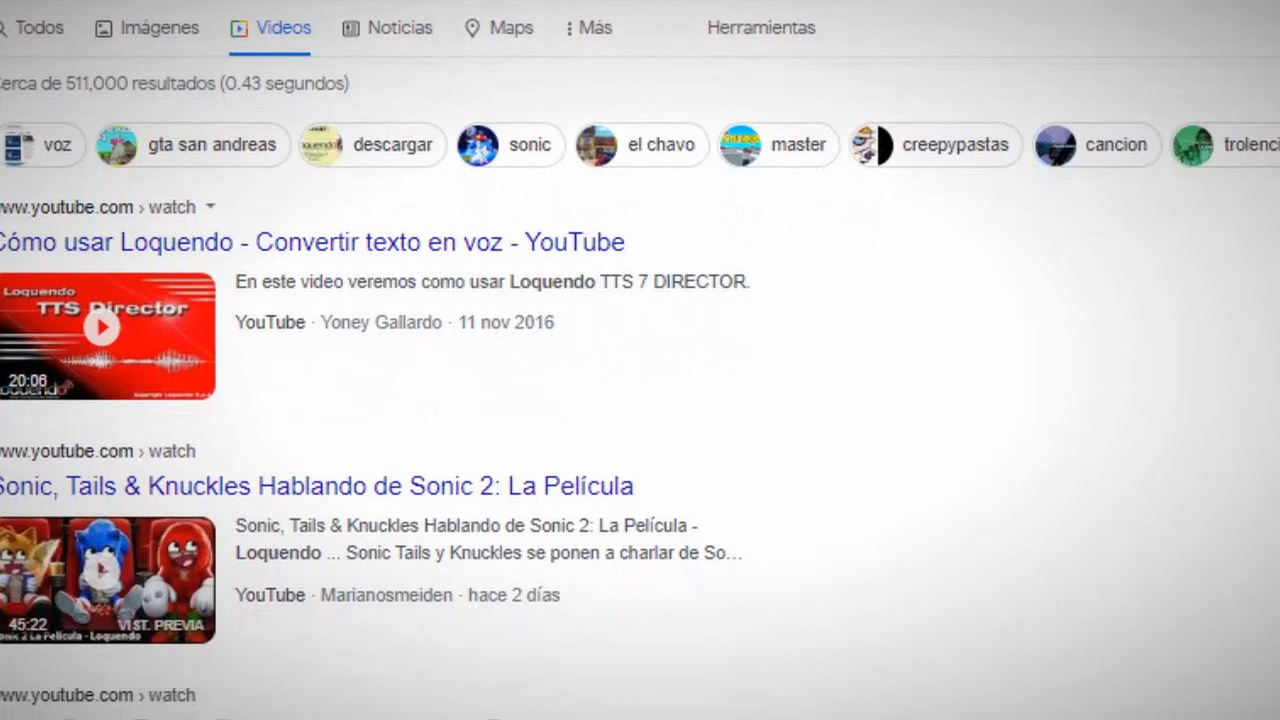 Todos Imágenes Videos Noticias Maps Más Herramientas
erca de 511,000 resultados (0.43 segundos)
voz gta san andreas descargar sonic el chavo master creepypastas cancion trolenci
ww.youtube.com › watch
Cómo usar Loquendo - Convertir texto en voz - YouTube
Loquendo
TTS Director
20:06
En este video veremos como usar Loquendo TTS 7 DIRECTOR.
YouTube · Yoney Gallardo · 11 nov 2016
ww.youtube.com › watch
Sonic, Tails & Knuckles Hablando de Sonic 2: La Película
45:22 VIST. PREVIA
Sonic 2 La Película - Loquendo
Sonic, Tails & Knuckles Hablando de Sonic 2: La Película -
Loquendo ... Sonic Tails y Knuckles se ponen a charlar de So...
YouTube · Marianosmeiden · hace 2 días
ww.youtube.com › watch